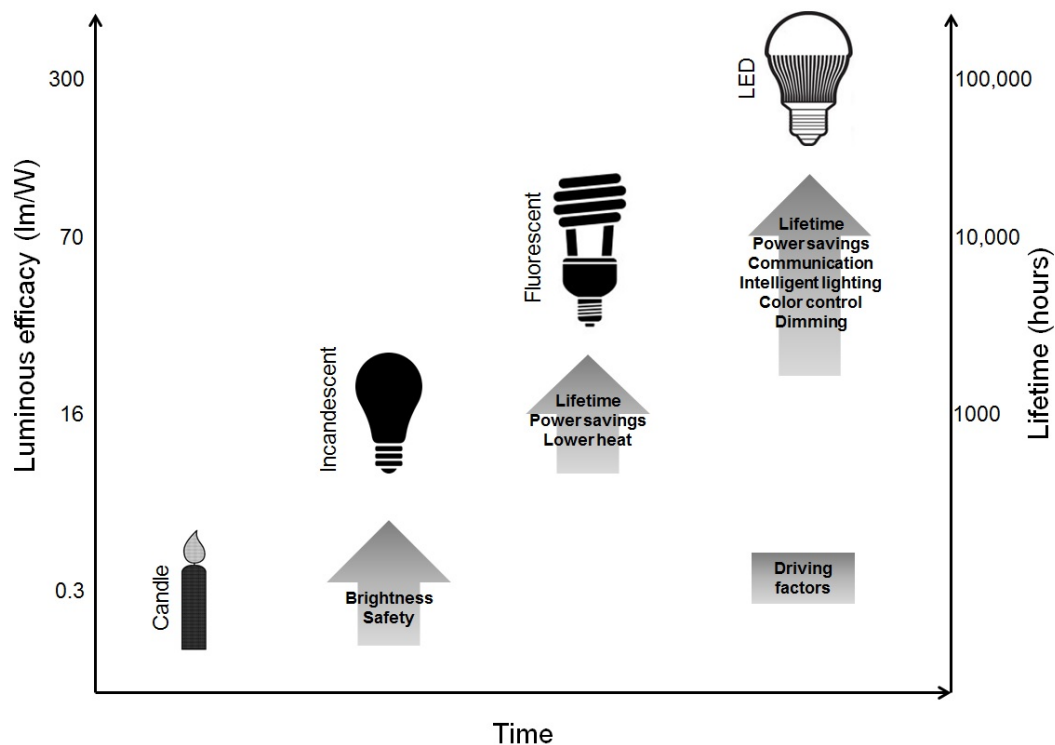 300
70
16
0.3
Luminous efficacy (lm/W)
Candle
Brightness
Safety
Incandescent
Lifetime
Power savings
Lower heat
Fluorescent
Lifetime
Power savings
Communication
Intelligent lighting
Color control
Dimming
LED
Driving
factors
100,000
10,000
1000
Lifetime (hours)
Time